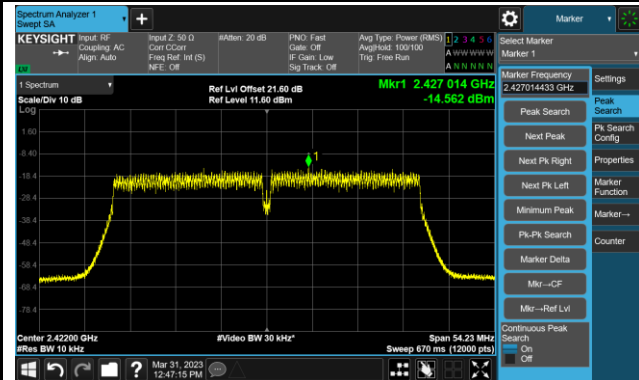 Spectrum Analyzer 1
Swept SA
Marker
KEYSIGHT
Input: RF
Coupling: AC
Align: Auto
Input Z: 50 Ω
Corr CCorr
Freq Ref: Int (S)
NFE: Off
#Atten: 20 dB
PNO: Fast
Gate: Off
IF Gain: Low
Sig Track: Off
Avg Type: Power (RMS)
Avg|Hold: 100/100
Trig: Free Run
1 2 3 4 5 6
A W W W W W
A N N N N N
Select Marker
Marker 1
1 Spectrum
Scale/Div 10 dB
Log
Ref Lvl Offset 21.60 dB
Ref Level 11.60 dBm
Mkr1 2.427 014 GHz
-14.562 dBm
1.60
-8.40
-18.4
-28.4
-38.4
-48.4
-58.4
-68.4
-78.4
1
Center 2.42200 GHz
#Res BW 10 kHz
#Video BW 30 kHz*
Span 54.23 MHz
Sweep 670 ms (12000 pts)
Marker Frequency
2.427014433 GHz
Peak Search
Next Peak
Next Pk Right
Next Pk Left
Minimum Peak
Pk-Pk Search
Marker Delta
Mkr→CF
Mkr→Ref Lvl
Continuous Peak
Search
On
Off
Settings
Peak
Search
Pk Search
Config
Properties
Marker
Function
Marker→
Counter
Mar 31, 2023
12:47:15 PM